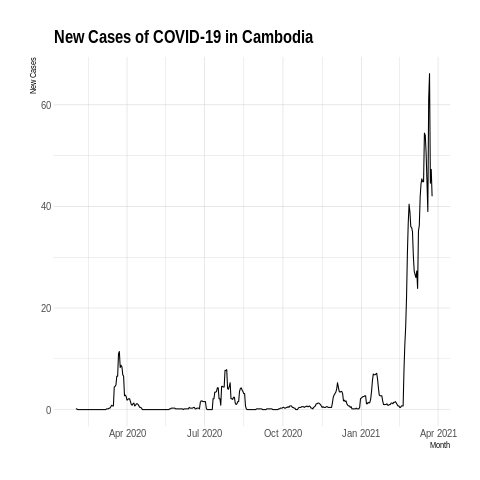 New Cases of COVID-19 in Cambodia
New Cases
60
40
20
0
Apr 2020 Jul 2020 Oct 2020 Jan 2021 Apr 2021
Month